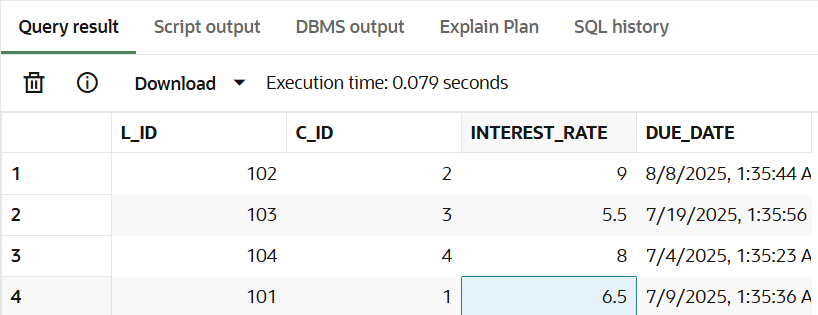 Query result Script output DBMS output Explain Plan SQL history
Download Execution time: 0.079 seconds
L_ID C_ID INTEREST_RATE DUE_DATE
1 102 2 9 8/8/2025, 1:35:44 A
2 103 3 5.5 7/19/2025, 1:35:56
3 104 4 8 7/4/2025, 1:35:23 A
4 101 1 6.5 7/9/2025, 1:35:36 A